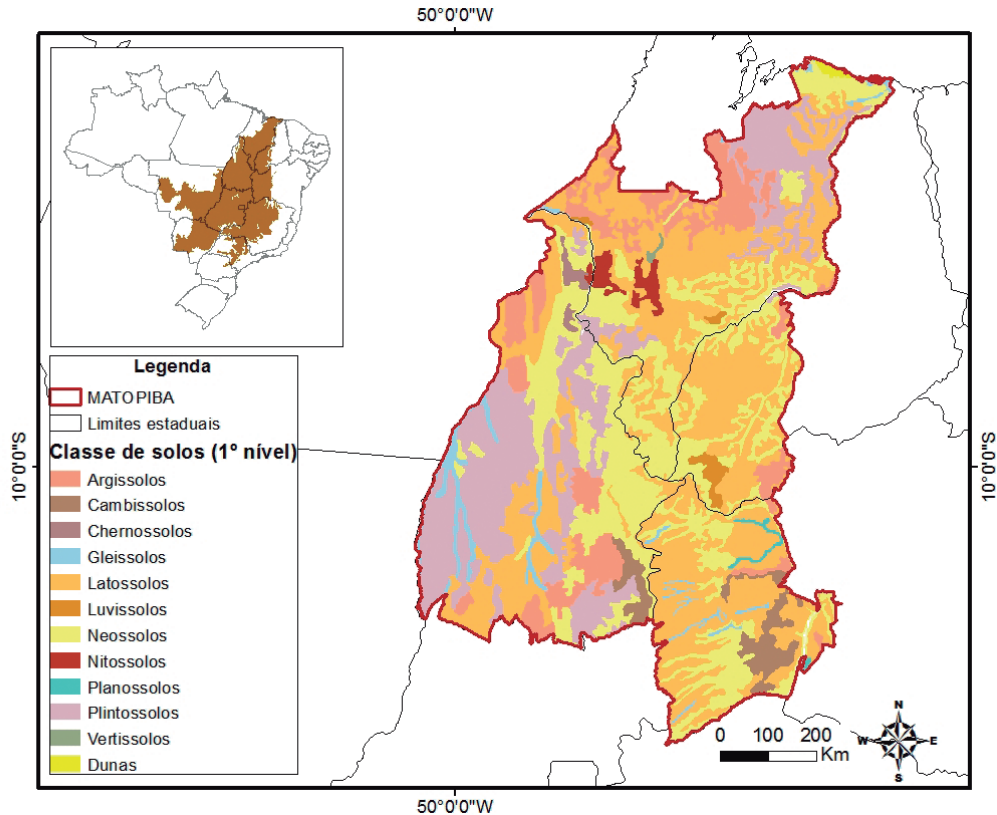 50°0'0"W
10°0'0"S
10°0'0"S
Legenda
MATOPIBA
Limites estaduais
Classe de solos (1º nível)
Argissolos
Cambissolos
Chernossolos
Gleissolos
Latossolos
Luvissolos
Neossolos
Nitossolos
Planossolos
Plintossolos
Vertissolos
Dunas
N
W E
S
0 100 200
Km
50°0'0"W